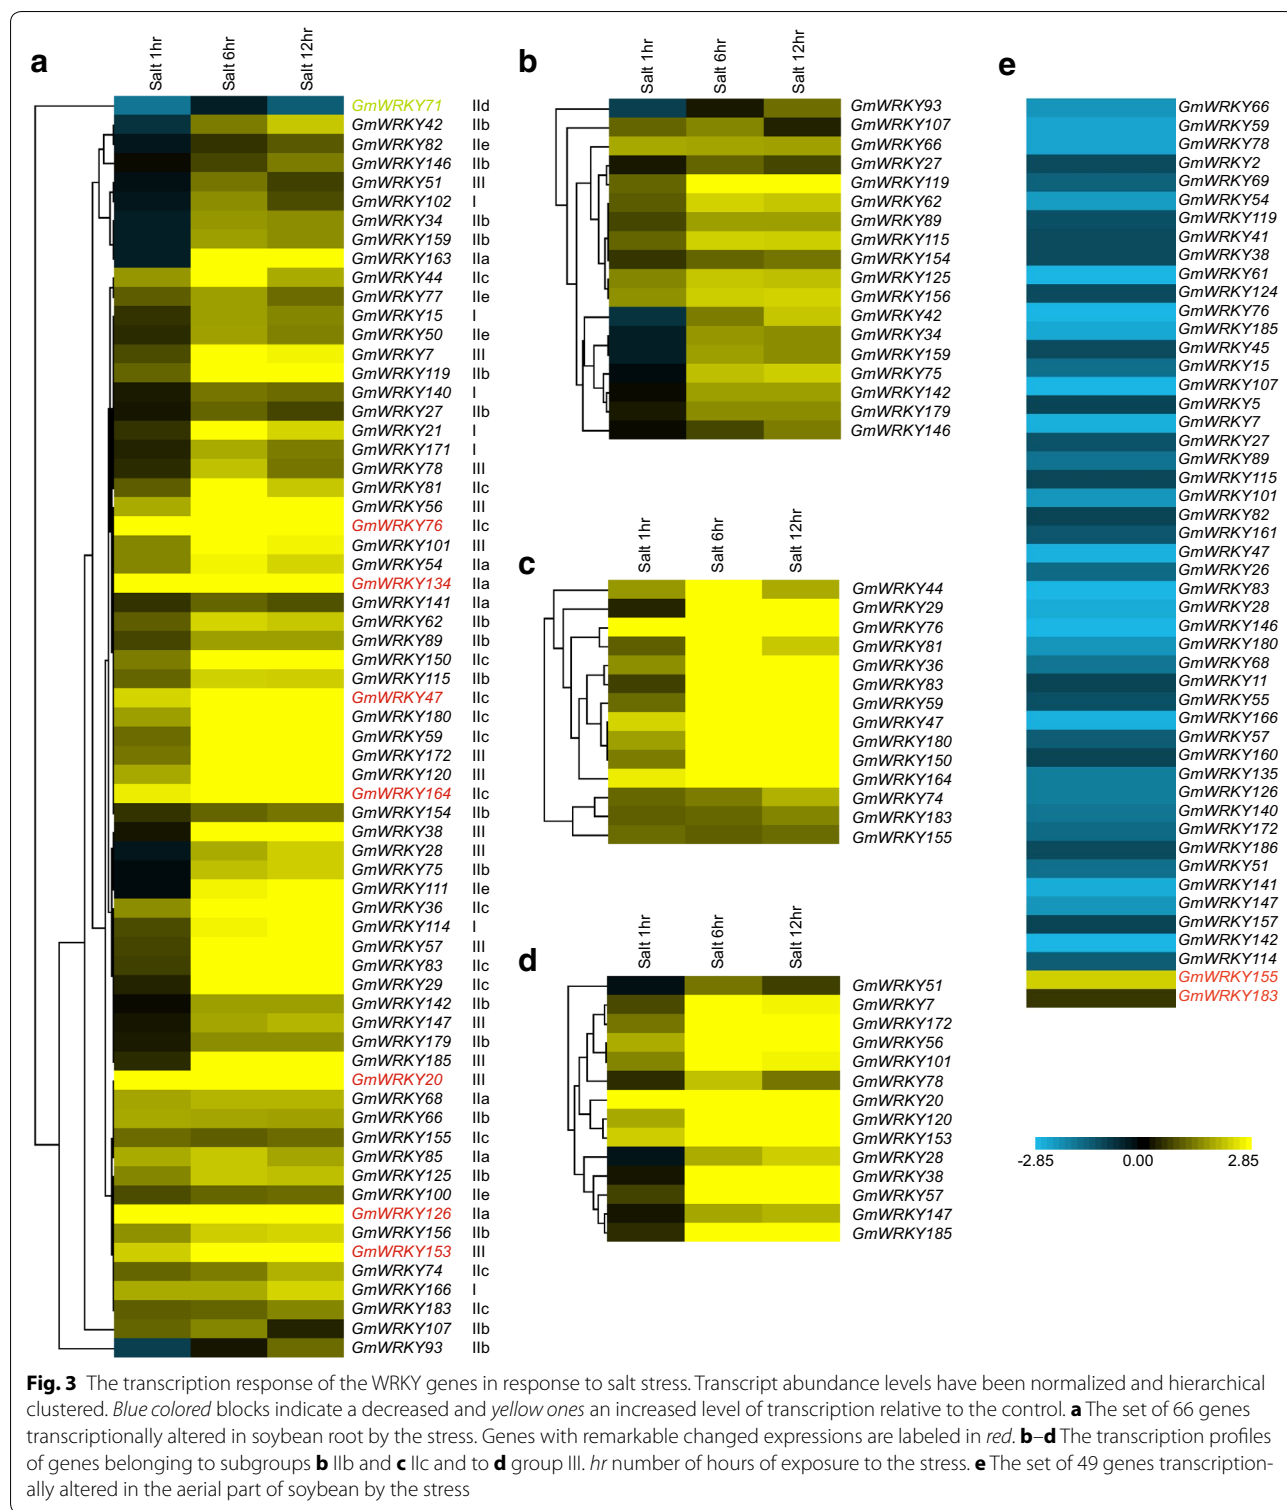 a
Salt 1hr
Salt 6hr
Salt 12hr
GmWRKY71 IId
GmWRKY42 IIb
GmWRKY82 IIe
GmWRKY146 IIb
GmWRKY51 III
GmWRKY102 I
GmWRKY34 IIb
GmWRKY159 IIb
GmWRKY163 IIa
GmWRKY44 IIc
GmWRKY77 IIe
GmWRKY15 I
GmWRKY50 IIe
GmWRKY7 III
GmWRKY119 IIb
GmWRKY140 I
GmWRKY27 IIb
GmWRKY21 I
GmWRKY171 I
GmWRKY78 III
GmWRKY81 IIc
GmWRKY56 III
GmWRKY76 IIc
GmWRKY101 III
GmWRKY54 IIa
GmWRKY134 IIa
GmWRKY141 IIa
GmWRKY62 IIb
GmWRKY89 IIb
GmWRKY150 IIc
GmWRKY115 IIb
GmWRKY47 IIc
GmWRKY180 IIc
GmWRKY59 IIc
GmWRKY172 III
GmWRKY120 III
GmWRKY164 IIc
GmWRKY154 IIb
GmWRKY38 III
GmWRKY28 III
GmWRKY75 IIb
GmWRKY111 IIe
GmWRKY36 IIc
GmWRKY114 I
GmWRKY57 III
GmWRKY83 IIc
GmWRKY29 IIc
GmWRKY142 IIb
GmWRKY147 III
GmWRKY179 IIb
GmWRKY185 III
GmWRKY20 III
GmWRKY68 IIa
GmWRKY66 IIb
GmWRKY155 IIc
GmWRKY85 IIa
GmWRKY125 IIb
GmWRKY100 IIe
GmWRKY126 IIa
GmWRKY156 IIb
GmWRKY153 III
GmWRKY74 IIc
GmWRKY166 I
GmWRKY183 IIc
GmWRKY107 IIb
GmWRKY93 IIb
b
Salt 1hr
Salt 6hr
Salt 12hr
GmWRKY93
GmWRKY107
GmWRKY66
GmWRKY27
GmWRKY119
GmWRKY62
GmWRKY89
GmWRKY115
GmWRKY154
GmWRKY125
GmWRKY156
GmWRKY42
GmWRKY34
GmWRKY159
GmWRKY75
GmWRKY142
GmWRKY179
GmWRKY146
c
Salt 1hr
Salt 6hr
Salt 12hr
GmWRKY44
GmWRKY29
GmWRKY76
GmWRKY81
GmWRKY36
GmWRKY83
GmWRKY59
GmWRKY47
GmWRKY180
GmWRKY150
GmWRKY164
GmWRKY74
GmWRKY183
GmWRKY155
d
Salt 1hr
Salt 6hr
Salt 12hr
GmWRKY51
GmWRKY7
GmWRKY172
GmWRKY56
GmWRKY101
GmWRKY78
GmWRKY20
GmWRKY120
GmWRKY153
GmWRKY28
GmWRKY38
GmWRKY57
GmWRKY147
GmWRKY185
e
GmWRKY66
GmWRKY59
GmWRKY78
GmWRKY2
GmWRKY69
GmWRKY54
GmWRKY119
GmWRKY41
GmWRKY38
GmWRKY61
GmWRKY124
GmWRKY76
GmWRKY185
GmWRKY45
GmWRKY15
GmWRKY107
GmWRKY5
GmWRKY7
GmWRKY27
GmWRKY89
GmWRKY115
GmWRKY101
GmWRKY82
GmWRKY161
GmWRKY47
GmWRKY26
GmWRKY83
GmWRKY28
GmWRKY146
GmWRKY180
GmWRKY68
GmWRKY11
GmWRKY55
GmWRKY166
GmWRKY57
GmWRKY160
GmWRKY135
GmWRKY126
GmWRKY140
GmWRKY172
GmWRKY186
GmWRKY51
GmWRKY141
GmWRKY147
GmWRKY157
GmWRKY142
GmWRKY114
GmWRKY155
GmWRKY183
-2.85 0.00 2.85
Fig. 3 The transcription response of the WRKY genes in response to salt stress. Transcript abundance levels have been normalized and hierarchical
clustered. Blue colored blocks indicate a decreased and yellow ones an increased level of transcription relative to the control. a The set of 66 genes
transcriptionally altered in soybean root by the stress. Genes with remarkable changed expressions are labeled in red. b–d The transcription profiles
of genes belonging to subgroups b IIb and c IIc and to d group III. hr number of hours of exposure to the stress. e The set of 49 genes transcription-
ally altered in the aerial part of soybean by the stress